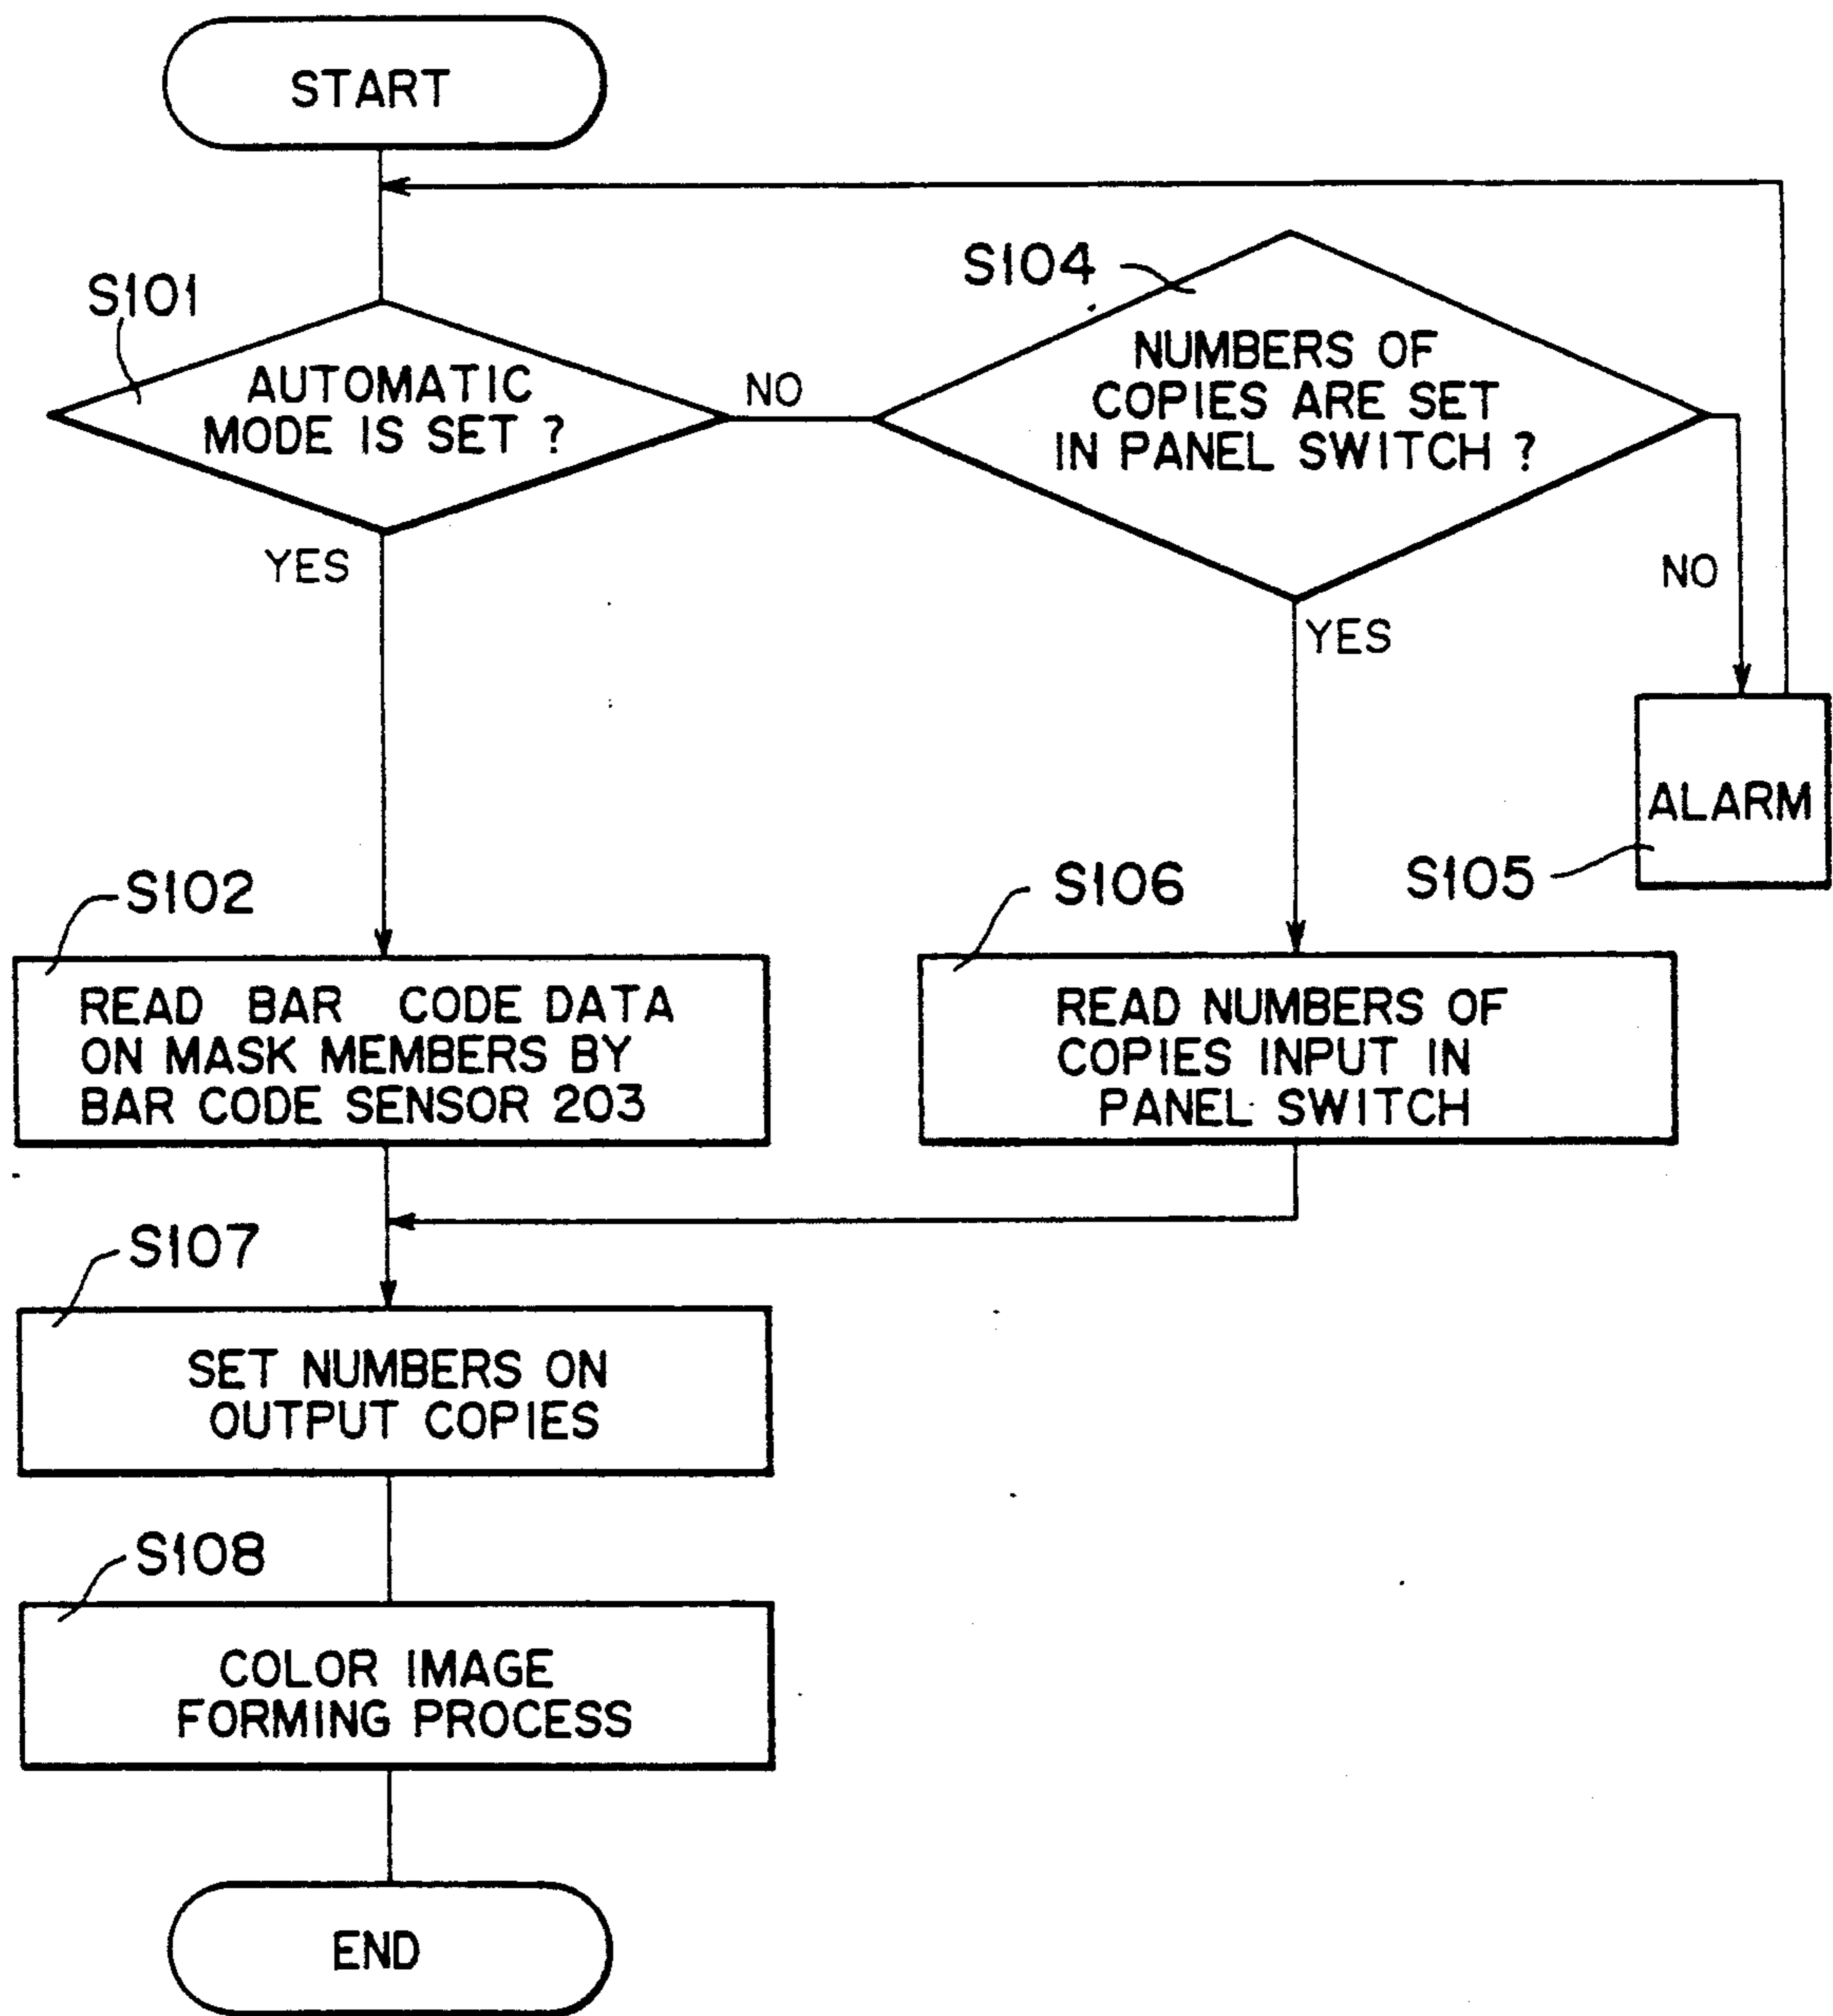 START
S101
AUTOMATIC
MODE IS SET ?
NO
YES
S104
NUMBERS OF
COPIES ARE SET
IN PANEL SWITCH ?
NO
YES
ALARM
S105
S102
READ BAR CODE DATA
ON MASK MEMBERS BY
BAR CODE SENSOR 203
S106
READ NUMBERS OF
COPIES INPUT IN
PANEL SWITCH
S107
SET NUMBERS ON
OUTPUT COPIES
S108
COLOR IMAGE
FORMING PROCESS
END